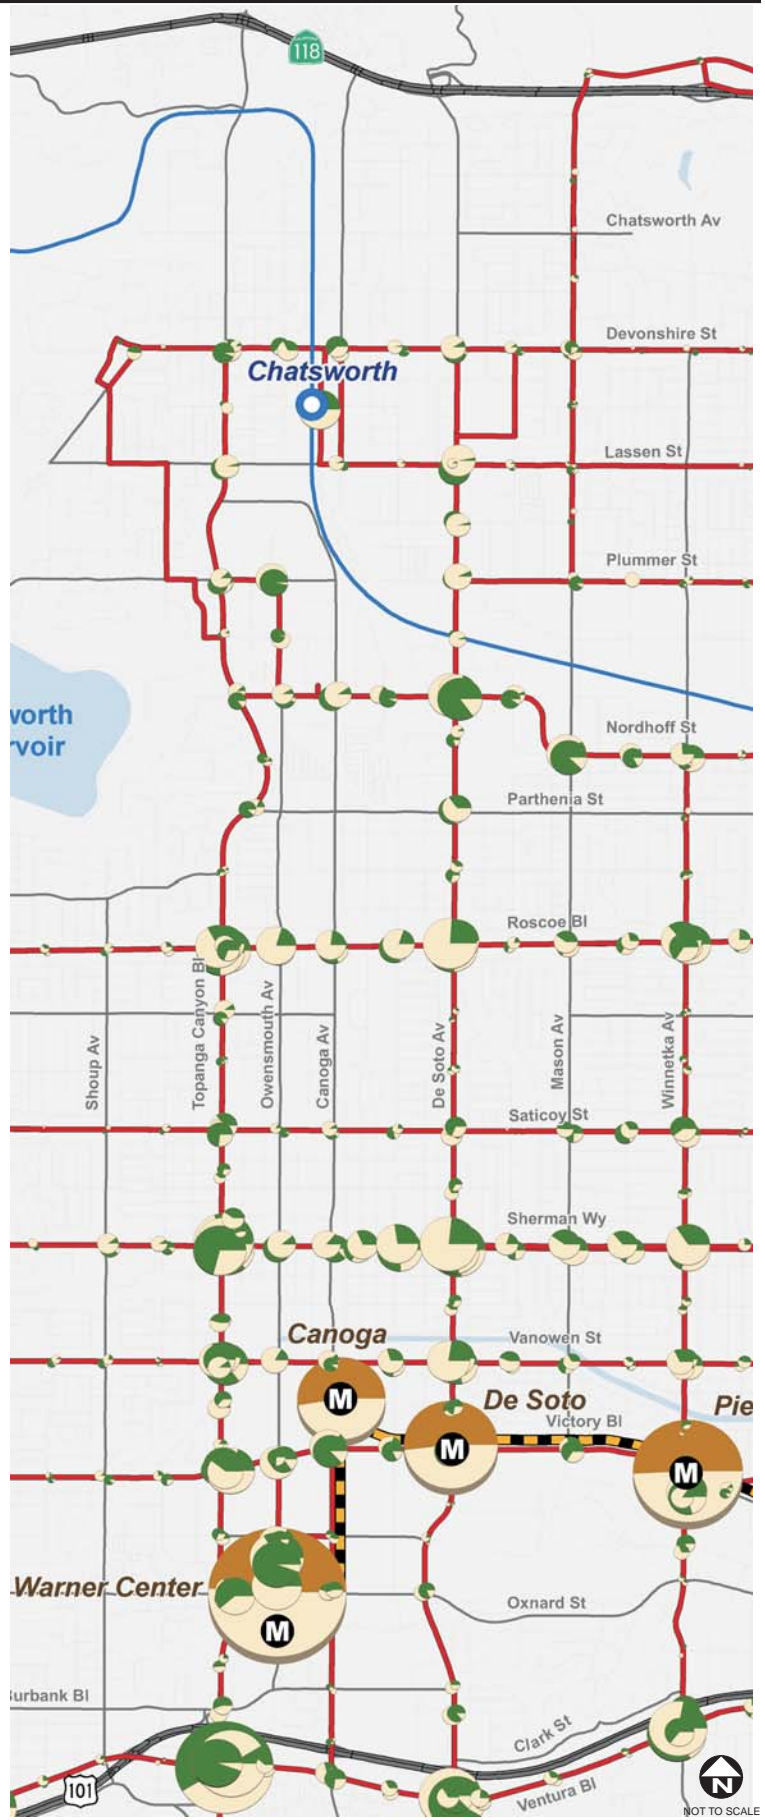 118
Chatsworth Av
Devonshire St
Chatsworth
Lassen St
Plummer St
worth
rvoir
Nordhoff St
Parthenia St
Roscoe Bl
Shoup Av
Topanga Canyon Bl
Owensmouth Av
Canoga Av
De Soto Av
Mason Av
Winnetka Av
Saticoy St
Sherman Wy
Canoga
Vanowen St
M
De Soto
Pie
Victory Bl
M
M
Warner Center
Oxnard St
M
urbank Bl
Clark St
101
Ventura Bl
N
NOT TO SCALE